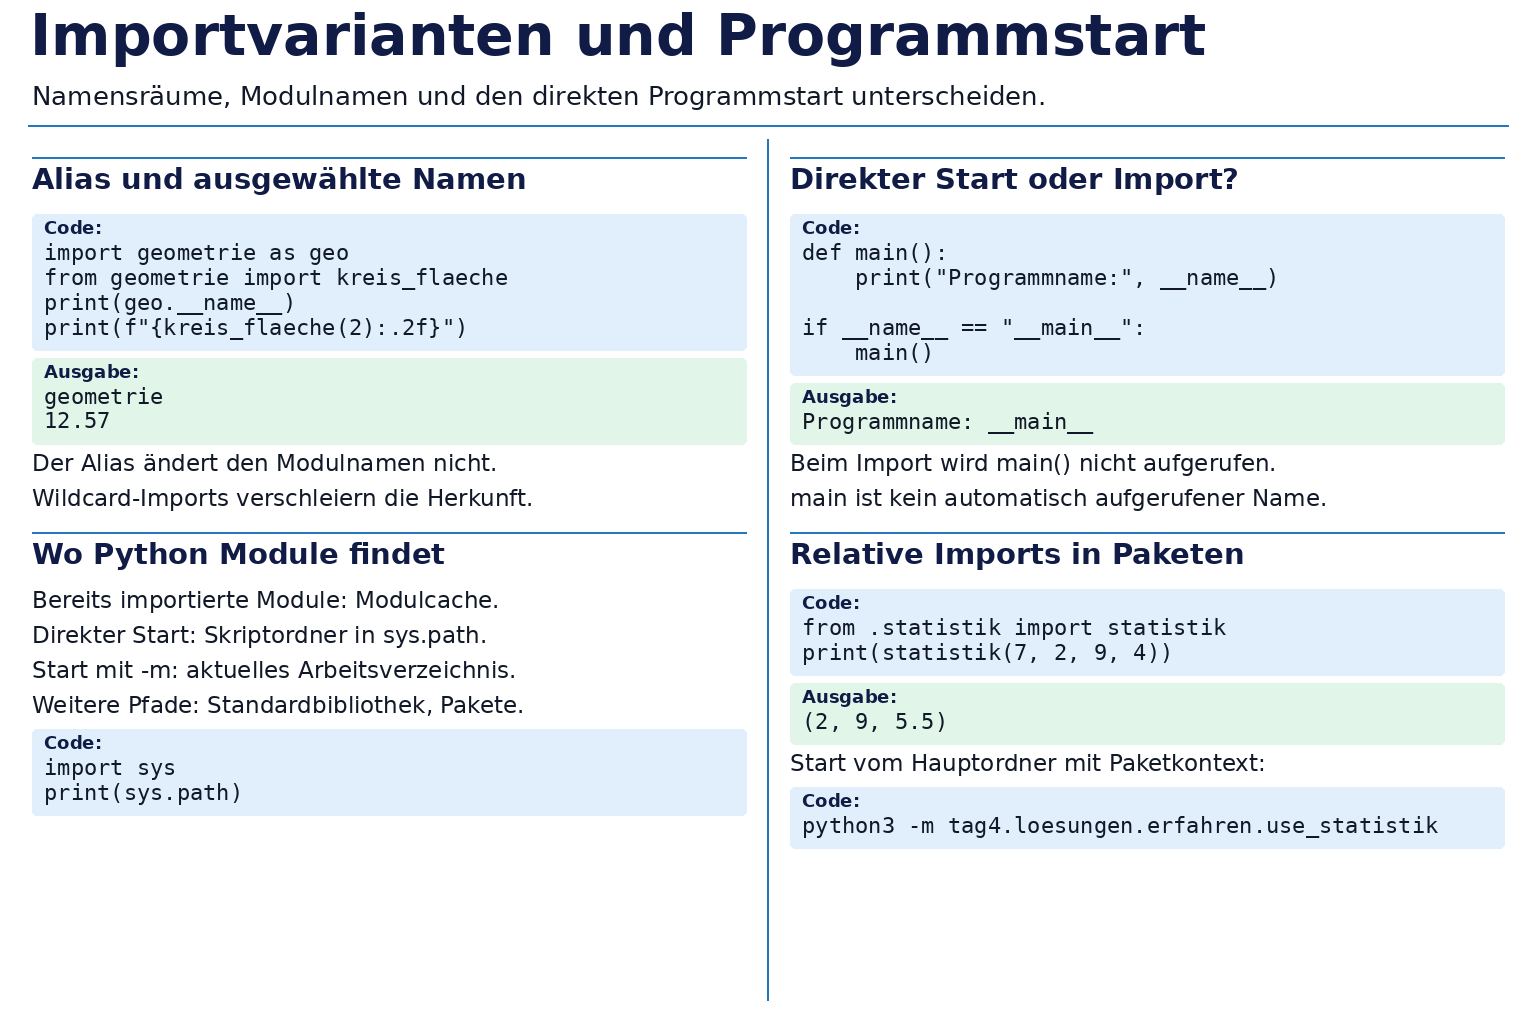 Importvarianten und Programmstart
Namensräume, Modulnamen und den direkten Programmstart unterscheiden.
Alias und ausgewählte Namen
Code:
import geometrie as geo
from geometrie import kreis_flaeche
print(geo.__name__)
print(f"{kreis_flaeche(2):.2f}")
Ausgabe:
geometrie
12.57
Der Alias ändert den Modulnamen nicht.
Wildcard-Imports verschleiern die Herkunft.
Wo Python Module findet
Bereits importierte Module: Modulcache.
Direkter Start: Skriptordner in sys.path.
Start mit -m: aktuelles Arbeitsverzeichnis.
Weitere Pfade: Standardbibliothek, Pakete.
Code:
import sys
print(sys.path)
Direkter Start oder Import?
Code:
def main():
    print("Programmname:", __name__)

if __name__ == "__main__":
    main()
Ausgabe:
Programmname: __main__
Beim Import wird main() nicht aufgerufen.
main ist kein automatisch aufgerufener Name.
Relative Imports in Paketen
Code:
from .statistik import statistik
print(statistik(7, 2, 9, 4))
Ausgabe:
(2, 9, 5.5)
Start vom Hauptordner mit Paketkontext:
Code:
python3 -m tag4.loesungen.erfahren.use_statistik